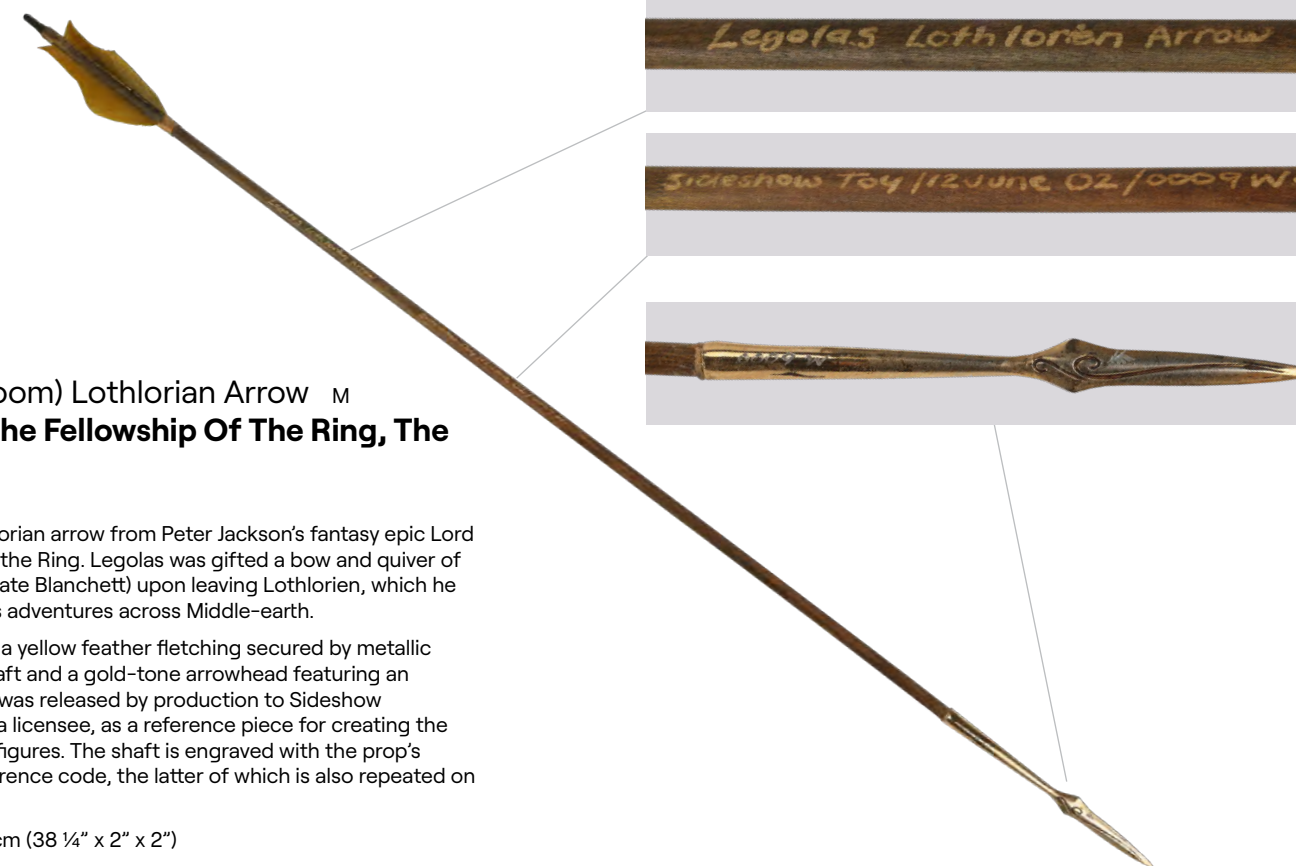 oom) Lothlorian Arrow M
he Fellowship Of The Ring, The
orian arrow from Peter Jackson’s fantasy epic Lord
the Ring. Legolas was gifted a bow and quiver of
ate Blanchett) upon leaving Lothlorien, which he
s adventures across Middle-earth.
a yellow feather fletching secured by metallic
aft and a gold-tone arrowhead featuring an
was released by production to Sideshow
a licensee, as a reference piece for creating the
figures. The shaft is engraved with the prop’s
rence code, the latter of which is also repeated on
cm (38 ¼” x 2” x 2”)
Legolas Lothlorien Arrow
Sideshow Toy/12June 02/0009W